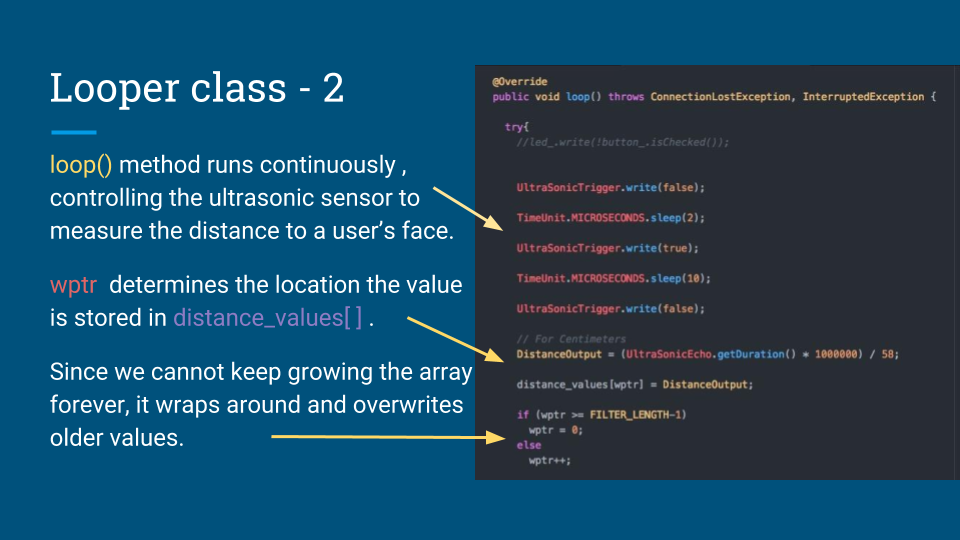 Looper class - 2
loop() method runs continuously ,
controlling the ultrasonic sensor to
measure the distance to a user’s face.
wptr  determines the location the value
is stored in distance_values[ ] .
Since we cannot keep growing the array
forever, it wraps around and overwrites
older values.
@Override
public void loop() throws ConnectionLostException, InterruptedException {
try{
//led_.write(!button_.isChecked());
UltraSonicTrigger.write(false);
TimeUnit.MICROSECONDS.sleep(2);
UltraSonicTrigger.write(true);
TimeUnit.MICROSECONDS.sleep(10);
UltraSonicTrigger.write(false);
// For Centimeters
DistanceOutput = (UltraSonicEcho.getDuration() * 1000000) / 58;
distance_values[wptr] = DistanceOutput;
if (wptr >= FILTER_LENGTH-1)
wptr = 0;
else
wptr++;